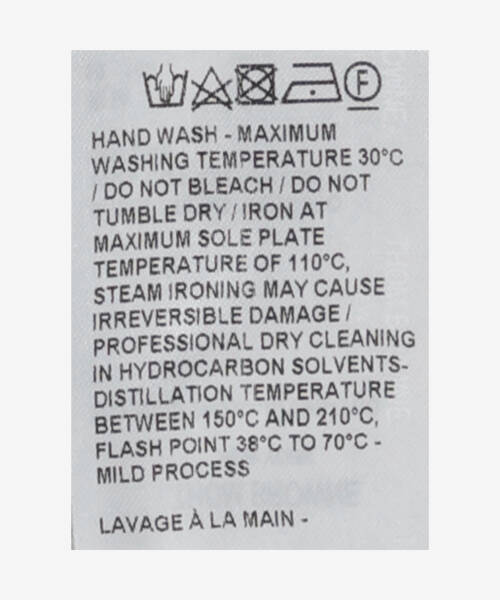 F
HAND WASH - MAXIMUM
WASHING TEMPERATURE 30°C
/ DO NOT BLEACH / DO NOT
TUMBLE DRY / IRON AT
MAXIMUM SOLE PLATE
TEMPERATURE OF 110°C,
STEAM IRONING MAY CAUSE
IRREVERSIBLE DAMAGE /
PROFESSIONAL DRY CLEANING
IN HYDROCARBON SOLVENTS-
DISTILLATION TEMPERATURE
BETWEEN 150°C AND 210°C,
FLASH POINT 38°C TO 70°C -
MILD PROCESS
LAVAGE À LA MAIN -